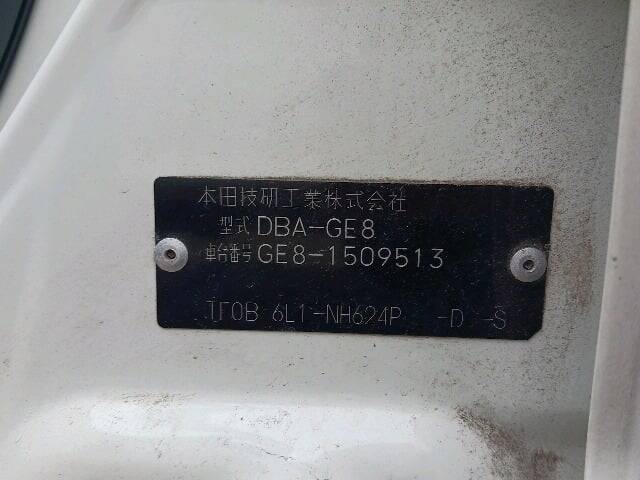 本田技研工業株式会社
型式 DBA-GE8
車台番号 GE8-1509513
6L1-NH624P -D -S